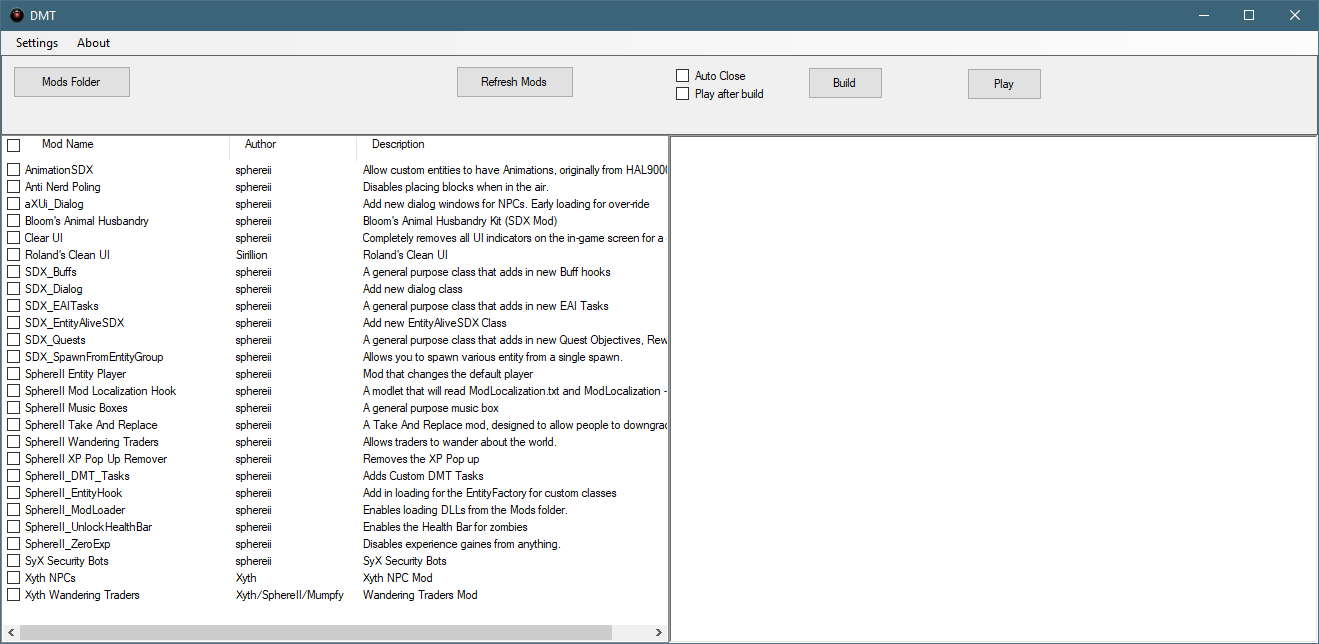 DMT
Settings About
Mods Folder Refresh Mods Auto Close Build Play
Play after build
Mod Name Author Description
AnimationSDX sphereii Allow custom entities to have Animations, originally from HAL900
Anti Nerd Poling sphereii Disables placing blocks when in the air.
aXUi_Dialog sphereii Add new dialog windows for NPCs. Early loading for over-ride
Bloom's Animal Husbandry sphereii Bloom's Animal Husbandry Kit (SDX Mod)
Clear UI sphereii Completely removes all UI indicators on the in-game screen for a
Roland's Clean UI Sirillion Roland's Clean UI
SDX_Buffs sphereii A general purpose class that adds in new Buff hooks
SDX_Dialog sphereii Add new dialog class
SDX_EAITasks sphereii A general purpose class that adds in new EAI Tasks
SDX_EntityAliveSDX sphereii Add new EntityAliveSDX Class
SDX_Quests sphereii A general purpose class that adds in new Quest Objectives, Rew
SDX_SpawnFromEntityGroup sphereii Allows you to spawn various entity from a single spawn.
SphereII Entity Player sphereii Mod that changes the default player
SphereII Mod Localization Hook sphereii A modlet that will read ModLocalization.txt and ModLocalization -
SphereII Music Boxes sphereii A general purpose music box
SphereII Take And Replace sphereii A Take And Replace mod, designed to allow people to downgrad
SphereII Wandering Traders sphereii Allows traders to wander about the world.
SphereII XP Pop Up Remover sphereii Removes the XP Pop up
SphereII_DMT_Tasks sphereii Adds Custom DMT Tasks
SphereII_EntityHook sphereii Add in loading for the EntityFactory for custom classes
SphereII_ModLoader sphereii Enables loading DLLs from the Mods folder.
SphereII_UnlockHealthBar sphereii Enables the Health Bar for zombies
SphereII_ZeroExp sphereii Disables experience gaines from anything.
SyX Security Bots sphereii SyX Security Bots
Xyth NPCs Xyth Xyth NPC Mod
Xyth Wandering Traders Xyth/SphereII/Mumpfy Wandering Traders Mod